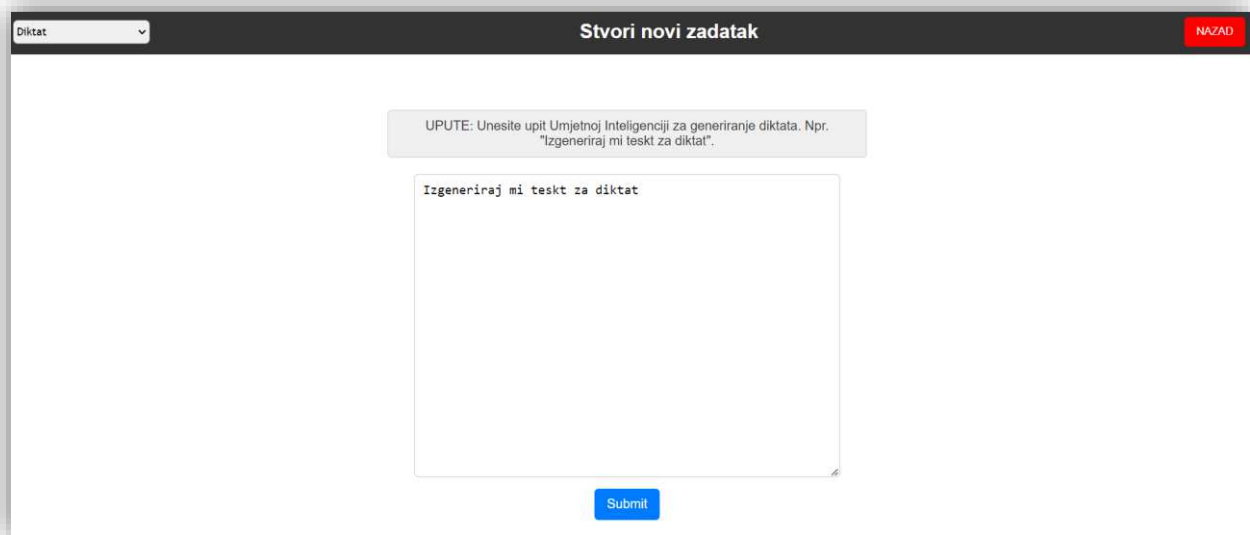 Diktat
Stvori novi zadatak
NAZAD
UPUTE: Unesite upit Umjetnoj Inteligenciji za generiranje diktata. Npr.
"Izgeneriraj mi teskt za diktat".
Izgeneriraj mi teskt za diktat
Submit